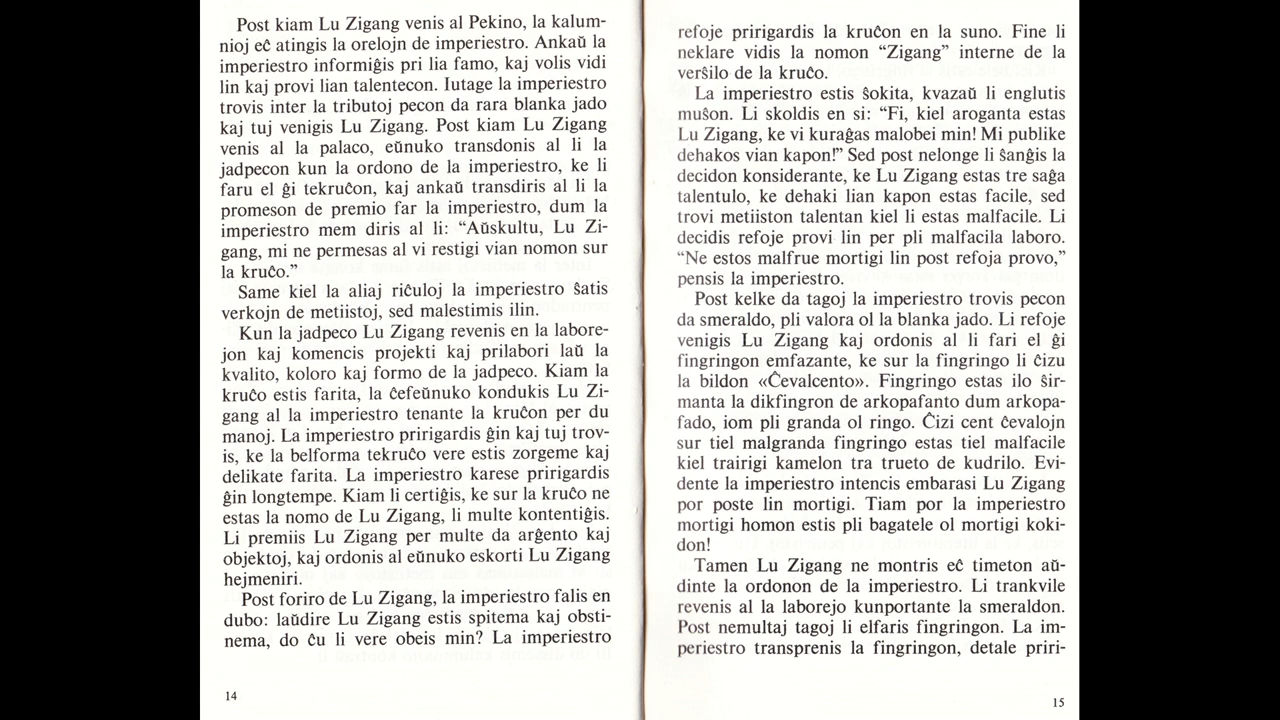 Post kiam Lu Zigang venis al Pekino, la kalum-
nioj eĉ atingis la orelojn de imperiestro. Ankaŭ la
imperiestro informiĝis pri lia famo, kaj volis vidi
lin kaj provi lian talentecon. Iutage la imperiestro
trovis inter la tributoj pecon da rara blanka jado
kaj tuj venigis Lu Zigang. Post kiam Lu Zigang
venis al la palaco, eŭnuko transdonis al li la
jadpecon kun la ordono de la imperiestro, ke li
faru el ĝi tekruĉon, kaj ankaŭ transdiris al li la
promeson de premio far la imperiestro, dum la
imperiestro mem diris al li: “Aŭskultu, Lu Zi-
gang, mi ne permesas al vi restigi vian nomon sur
la kruĉo.”
Same kiel la aliaj riĉuloj la imperiestro ŝatis
verkojn de metiistoj, sed malestimis ilin.
Kun la jadpeco Lu Zigang revenis en la labore-
jon kaj komencis projekti kaj prilabori laŭ la
kvalito, koloro kaj formo de la jadpeco. Kiam la
kruĉo estis farita, la ĉefeŭnuko kondukis Lu Zi-
gang al la imperiestro tenante la kruĉon per du
manoj. La imperiestro pririgardis ĝin kaj tuj trov-
is, ke la belforma tekruĉo vere estis zorgeme kaj
delikate farita. La imperiestro karese pririgardis
ĝin longtempe. Kiam li certiĝis, ke sur la kruĉo ne
estas la nomo de Lu Zigang, li multe kontentiĝis.
Li premiis Lu Zigang per multe da arĝento kaj
objektoj, kaj ordonis al eŭnuko eskorti Lu Zigang
hejmeniri.
Post foriro de Lu Zigang, la imperiestro falis en
dubo: laŭdire Lu Zigang estis spitema kaj obsti-
nema, do ĉu li vere obeis min? La imperiestro
14
refoje pririgardis la kruĉon en la suno. Fine li
neklare vidis la nomon “Zigang” interne de la
verŝilo de la kruĉo.
La imperiestro estis ŝokita, kvazaŭ li englutis
muŝon. Li skoldis en si: “Fi, kiel aroganta estas
Lu Zigang, ke vi kuraĝas malobei min! Mi publike
dehakos vian kapon!” Sed post nelonge li ŝanĝis la
decidon konsiderante, ke Lu Zigang estas tre saĝa
talentulo, ke dehaki lian kapon estas facile, sed
trovi metiiston talentan kiel li estas malfacile. Li
decidis refoje provi lin per pli malfacila laboro.
“Ne estos malfrue mortigi lin post refoja provo,”
pensis la imperiestro.
Post kelke da tagoj la imperiestro trovis pecon
da smeraldo, pli valora ol la blanka jado. Li refoje
venigis Lu Zigang kaj ordonis al li fari el ĝi
fingringon emfazante, ke sur la fingringo li ĉizu
la bildon «Ĉevalcento». Fingringo estas ilo ŝir-
manta la dikfingron de arkopafanto dum arkopa-
fado, iom pli granda ol ringo. Ĉizi cent ĉevalojn
sur tiel malgranda fingringo estas tiel malfacile
kiel trairigi kamelon tra trueto de kudrilo. Evi-
dente la imperiestro intencis embarasi Lu Zigang
por poste lin mortigi. Tiam por la imperiestro
mortigi homon estis pli bagatele ol mortigi koki-
don!
Tamen Lu Zigang ne montris eĉ timeton aŭ-
dinte la ordonon de la imperiestro. Li trankvile
revenis al la laborejo kunportante la smeraldon.
Post nemultaj tagoj li elfaris fingringon. La im-
periestro transprenis la fingringon, detale priri-
15